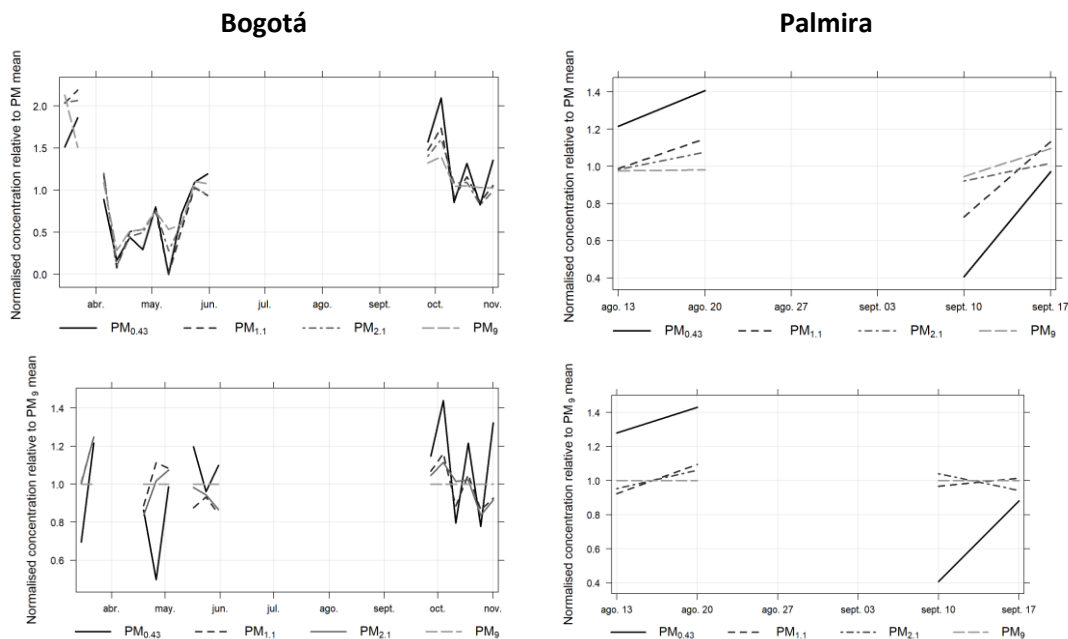 Bogotá
Palmira
Normalised concentration relative to PM mean
2.0
1.5
1.0
0.5
0.0
abr. may. jun. jul. ago. sept. oct. nov.
PM0.43 PM1.1 PM2.1 PM9
Normalised concentration relative to PM mean
1.4
1.2
1.0
0.8
0.6
0.4
ago. 13 ago. 20 ago. 27 sept. 03 sept. 10 sept. 17
PM0.43 PM1.1 PM2.1 PM9
Normalised concentration relative to PM 9 mean
1.4
1.2
1.0
0.8
0.6
abr. may. jun. jul. ago. sept. oct. nov.
PM0.43 PM1.1 PM2.1 PM9
Normalised concentration relative to PM 9 mean
1.4
1.2
1.0
0.8
0.6
0.4
ago. 13 ago. 20 ago. 27 sept. 03 sept. 10 sept. 17
PM0.43 PM1.1 PM2.1 PM9